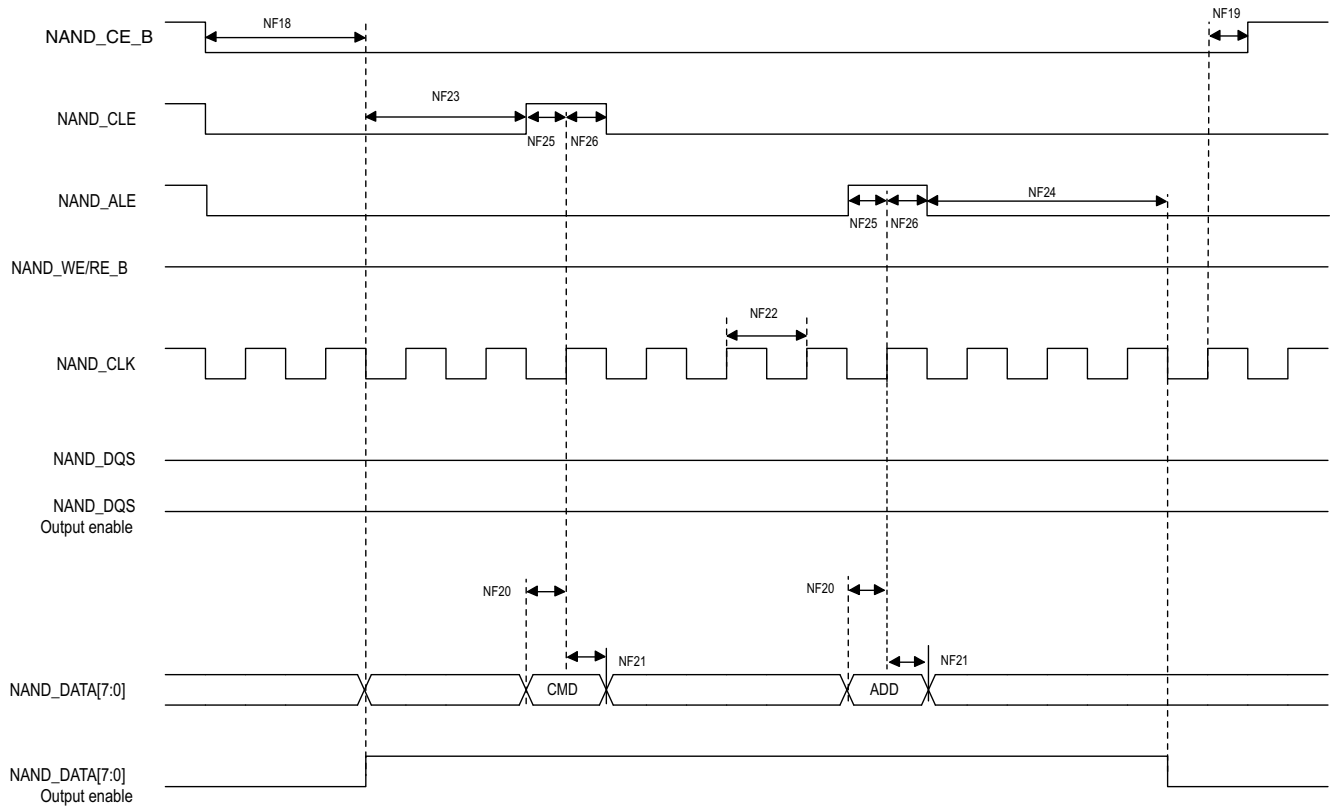 NF18
NF19
NAND_CE_B
NF23
NAND_CLE
NF25
NF26
NAND_ALE
NF24
NF25
NF26
NAND_WE/RE_B
NF22
NAND_CLK
NAND_DQS
NAND_DQS
Output enable
NF20
NF20
NF21
NF21
NAND_DATA[7:0]
CMD
ADD
NAND_DATA[7:0]
Output enable